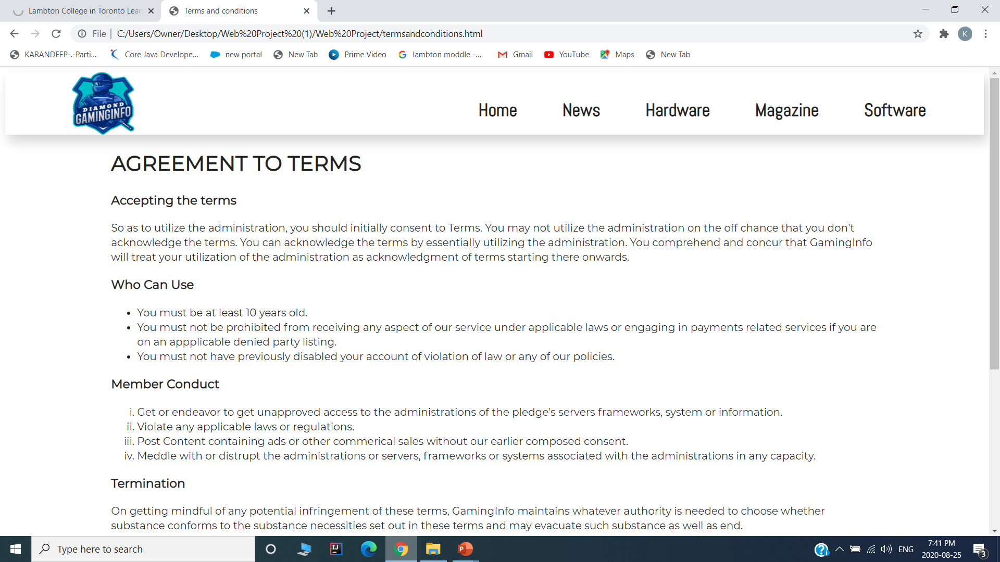 Lambton College in Toronto Lear
Terms and conditions
File | C:/Users/Owner/Desktop/Web%20Project%20(1)/Web%20Project/termsandconditions.html
K
KARANDEEP-.-Parti...
Core Java Develope...
new portal
New Tab
Prime Video
lambton moddle -...
Gmail
YouTube
Maps
New Tab
DIAMOND
GAMINGINFO
Home
News
Hardware
Magazine
Software
AGREEMENT TO TERMS
Accepting the terms
So as to utilize the administration, you should initially consent to Terms. You may not utilize the administration on the off chance that you don't
acknowledge the terms. You can acknowledge the terms by essentially utilizing the administration. You comprehend and concur that GamingInfo
will treat your utilization of the administration as acknowledgment of terms starting there onwards.
Who Can Use
• You must be at least 10 years old.
• You must not be prohibited from receiving any aspect of our service under applicable laws or engaging in payments related services if you are
on an appplicable denied party listing.
• You must not have previously disabled your account of violation of law or any of our policies.
Member Conduct
i. Get or endeavor to get unapproved access to the administrations of the pledge's servers frameworks, system or information.
ii. Violate any applicable laws or regulations.
iii. Post Content containing ads or other commerical sales without our earlier composed consent.
iv. Meddle with or distrupt the administrations or servers, frameworks or systems associated with the administrations in any capacity.
Termination
On getting mindful of any potential infringement of these terms, GamingInfo maintains whatever authority is needed to choose whether
substance conforms to the substance necessities set out in these terms and may evacuate such substance as well as end.
Type here to search
IJ
P
ENG
7:41 PM
2020-08-25
3